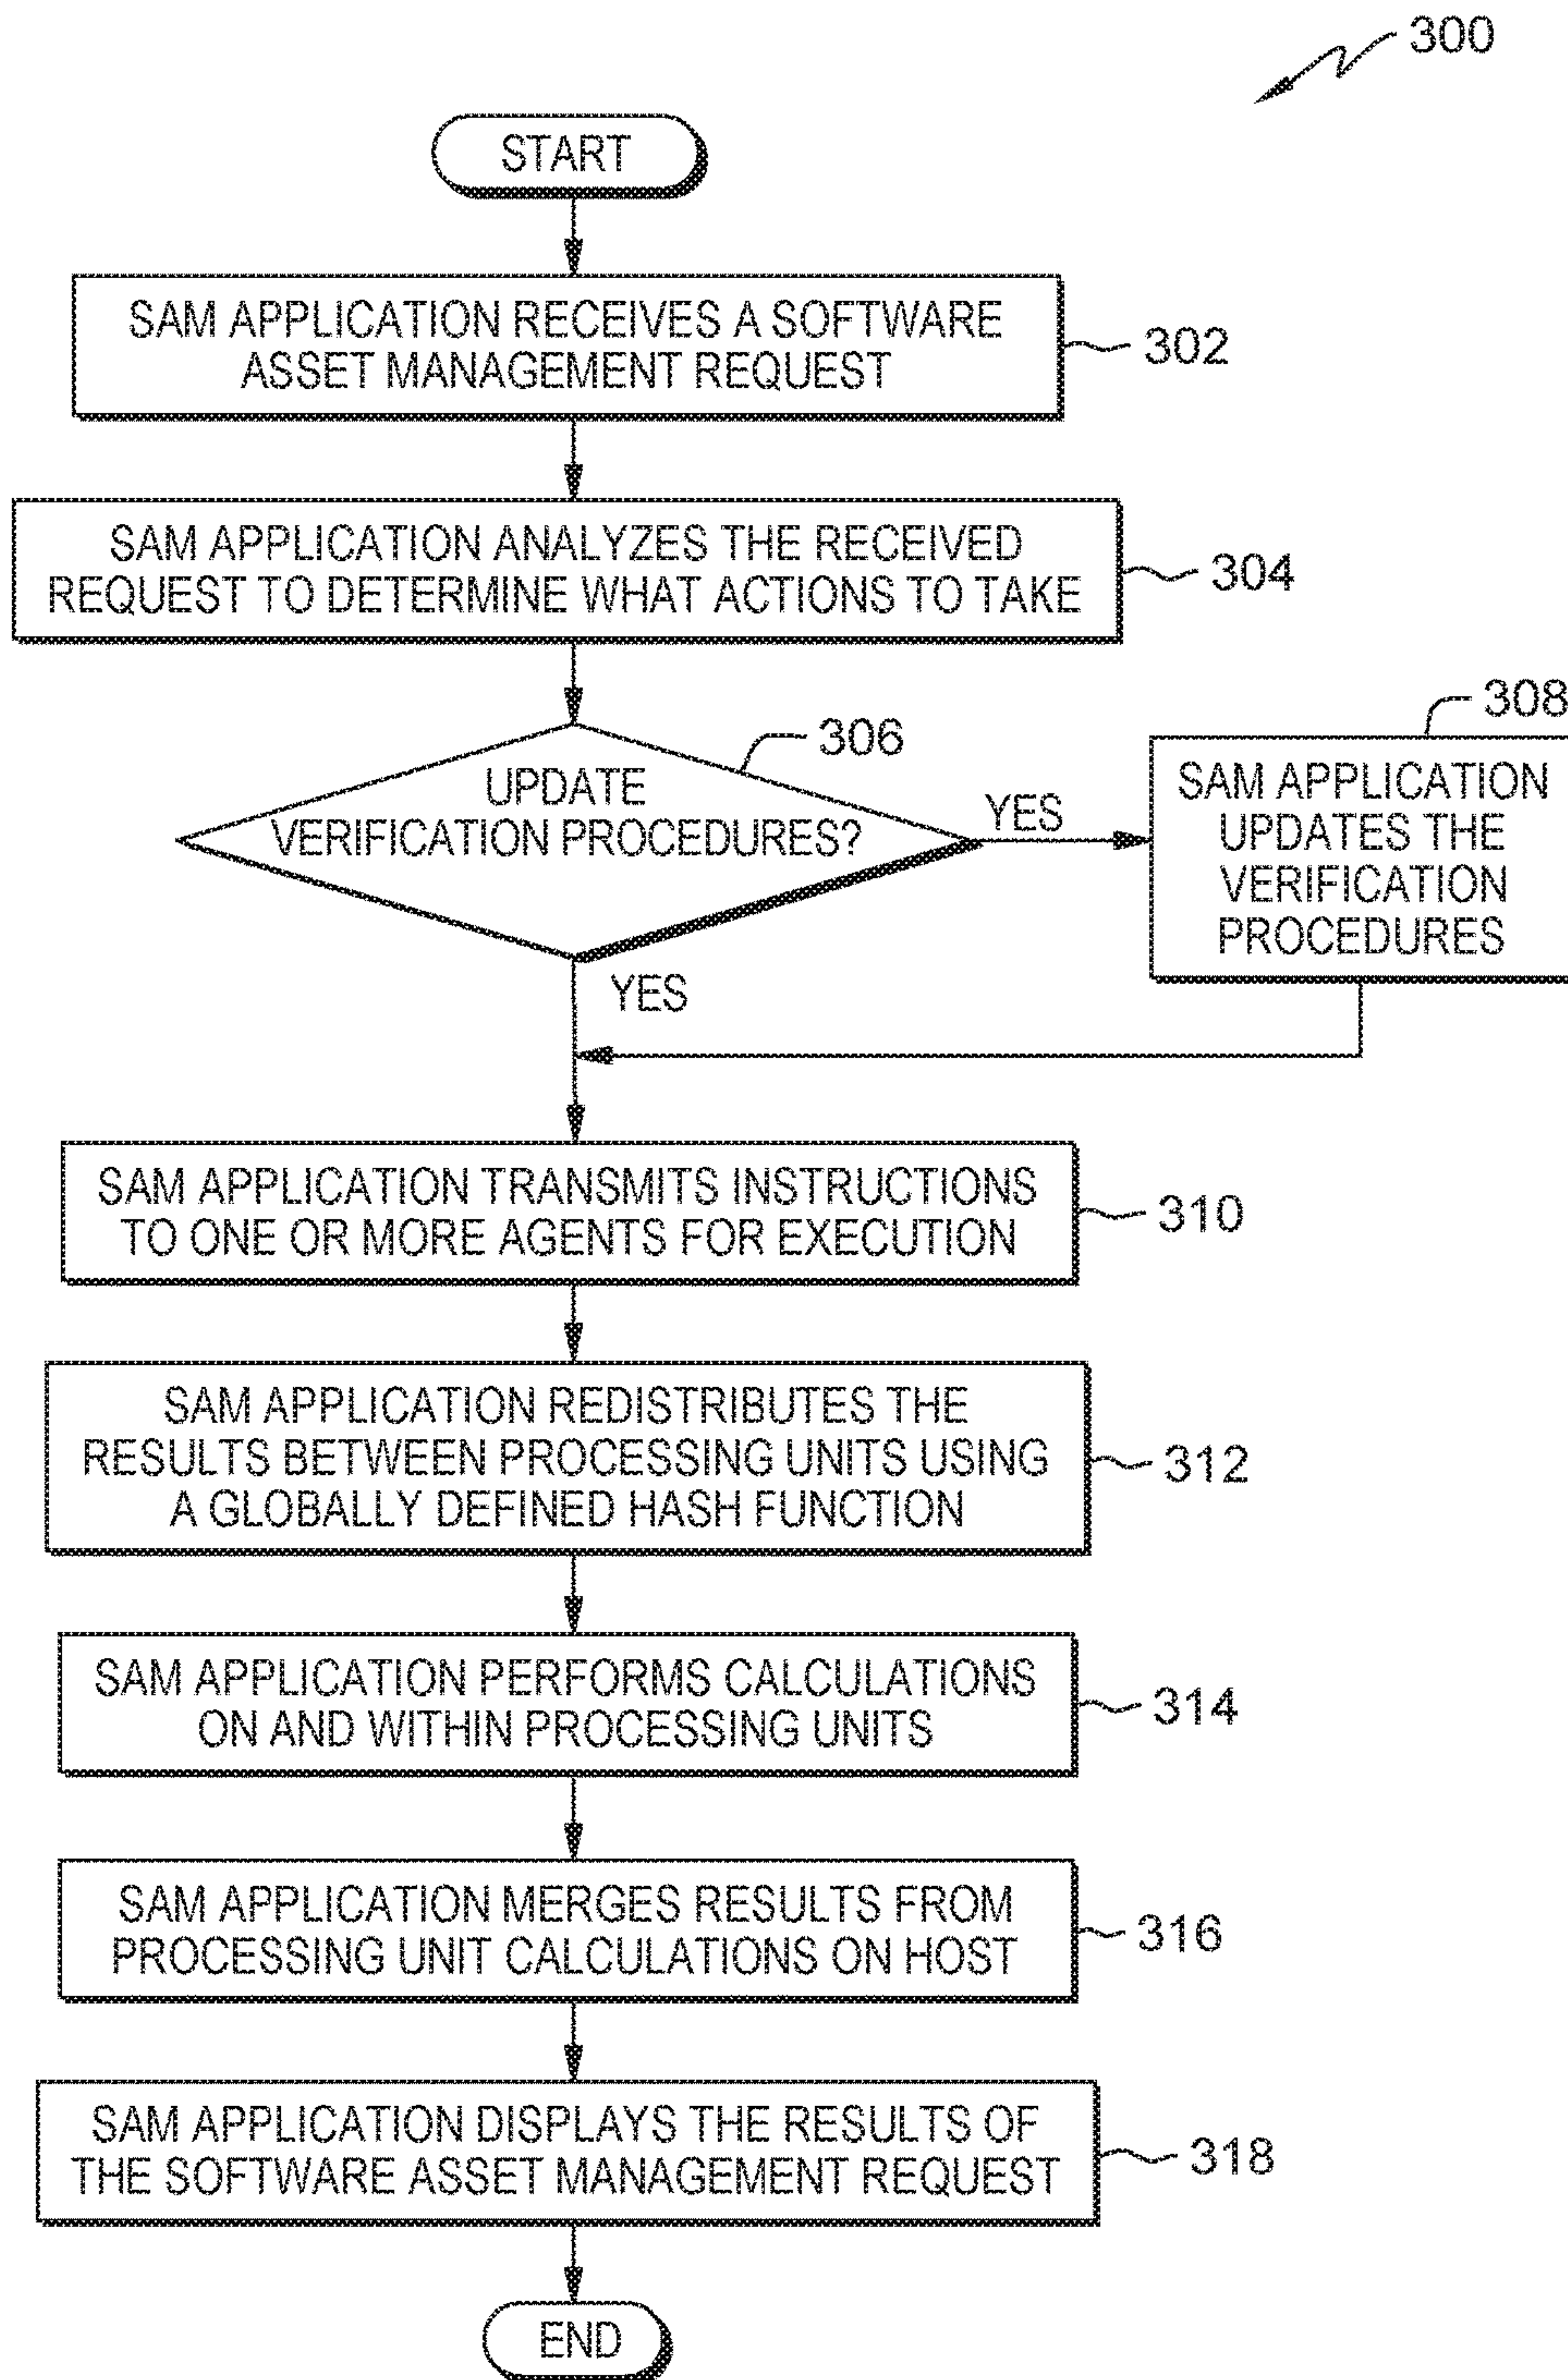 300
START
SAM APPLICATION RECEIVES A SOFTWARE
ASSET MANAGEMENT REQUEST
302
SAM APPLICATION ANALYZES THE RECEIVED
REQUEST TO DETERMINE WHAT ACTIONS TO TAKE
304
306
UPDATE
VERIFICATION PROCEDURES?
YES
308
SAM APPLICATION
UPDATES THE
VERIFICATION
PROCEDURES
YES
SAM APPLICATION TRANSMITS INSTRUCTIONS
TO ONE OR MORE AGENTS FOR EXECUTION
310
SAM APPLICATION REDISTRIBUTES THE
RESULTS BETWEEN PROCESSING UNITS USING
A GLOBALLY DEFINED HASH FUNCTION
312
SAM APPLICATION PERFORMS CALCULATIONS
ON AND WITHIN PROCESSING UNITS
314
SAM APPLICATION MERGES RESULTS FROM
PROCESSING UNIT CALCULATIONS ON HOST
316
SAM APPLICATION DISPLAYS THE RESULTS OF
THE SOFTWARE ASSET MANAGEMENT REQUEST
318
END